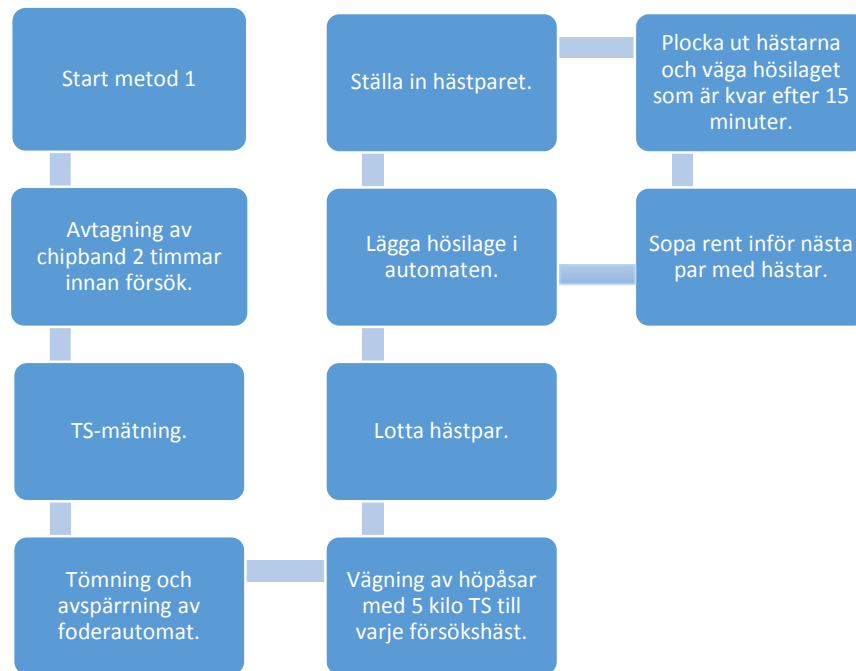 Start metod 1
Avtagning av
chipband 2 timmar
innan försök.
TS-mätning.
Tömning och
avspärrning av
foderautomat.
Vägning av höpåsar
med 5 kilo TS till
varje försökshäst.
Lotta hästpar.
Lägga hösilage i
automaten.
Ställa in hästparet.
Plocka ut hästarna
och väga hösilaget
som är kvar efter 15
minuter.
Sopa rent inför nästa
par med hästar.